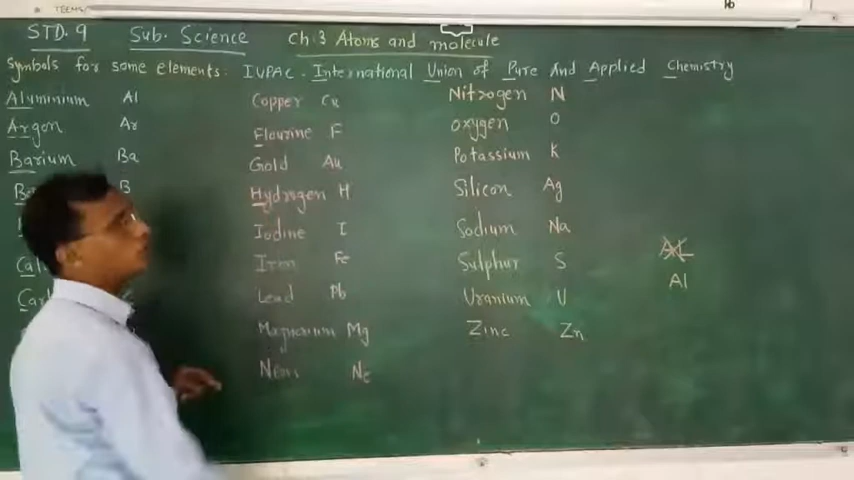 STD. 9 Sub. Science Ch: 3 Atoms and molecule
Symbols for some elements. IUPAC - International Union of Pure And Applied Chemistry
Aluminium Al
Argon Ar
Barium Ba
B
Copper Cu
Flourine F
Gold Au
Hydrogen H
Iodine I
Iron Fe
Lead Pb
Magnesium Mg
Neon Ne
Nitrogen N
oxygen O
Potassium K
Silicon Ag
Sodium Na
Sulphur S
Uranium U
Zinc Zn
AL
Al